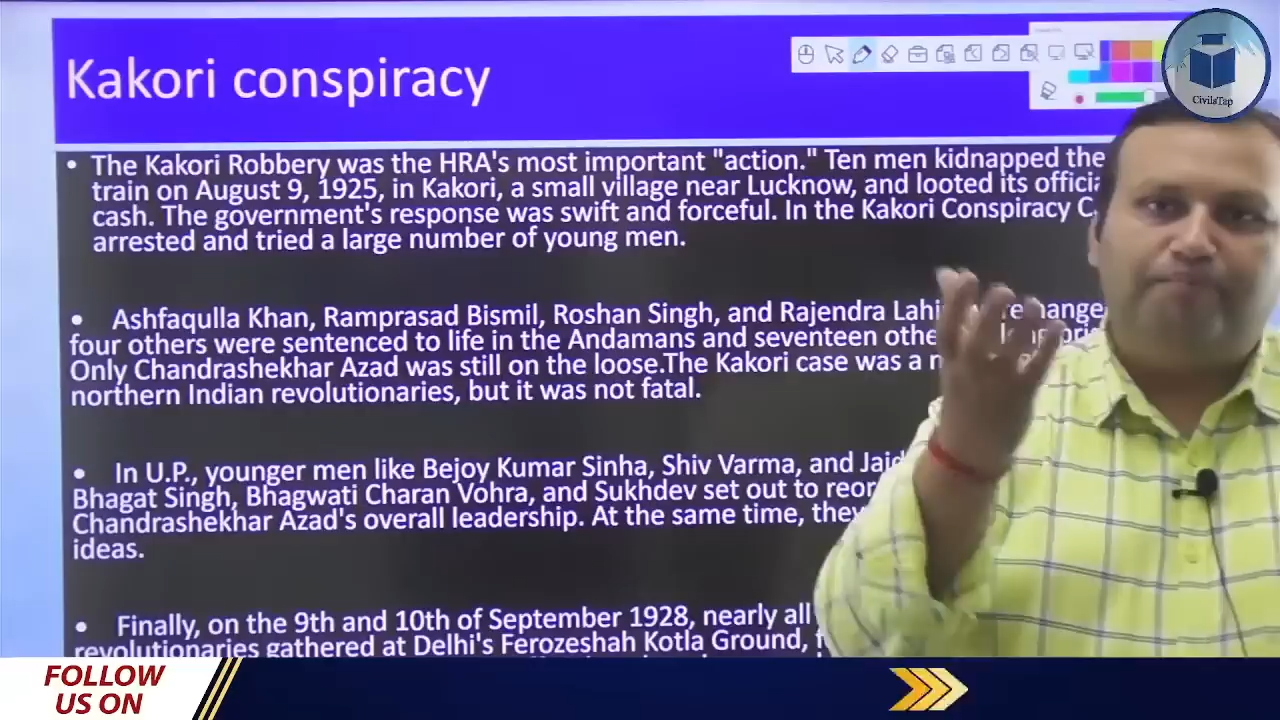 Kakori conspiracy
CivilsTap
• The Kakori Robbery was the HRA's most important "action." Ten men kidnapped the
train on August 9, 1925, in Kakori, a small village near Lucknow, and looted its
cash. The government's response was swift and forceful. In the Kakori Conspiracy
arrested and tried a large number of young men.
• Ashfaqulla Khan, Ramprasad Bismil, Roshan Singh, and Rajendra
four others were sentenced to life in the Andamans and seventeen
Only Chandrashekhar Azad was still on the loose.The Kakori case was a
northern Indian revolutionaries, but it was not fatal.
• In U.P., younger men like Bejoy Kumar Sinha, Shiv Varma, and
Bhagat Singh, Bhagwati Charan Vohra, and Sukhdev set out to
Chandrashekhar Azad's overall leadership. At the same time, they
ideas.
• Finally, on the 9th and 10th of September 1928, nearly all
revolutionaries gathered at Delhi's Ferozeshah Kotla Ground,
FOLLOW
US ON